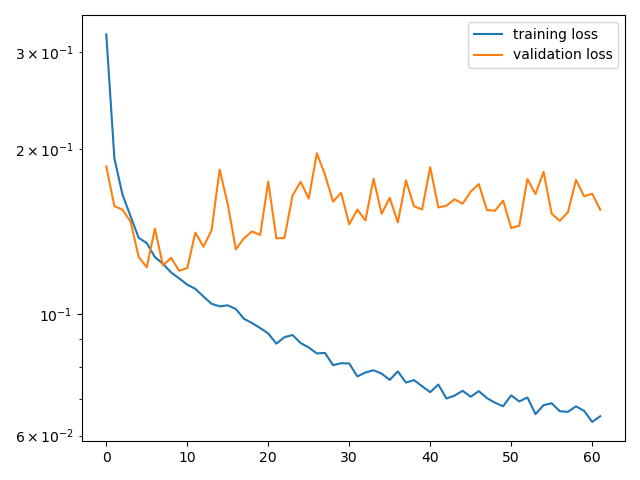 training loss
validation loss
3 × 10⁻¹
2 × 10⁻¹
10⁻¹
6 × 10⁻²
0 10 20 30 40 50 60